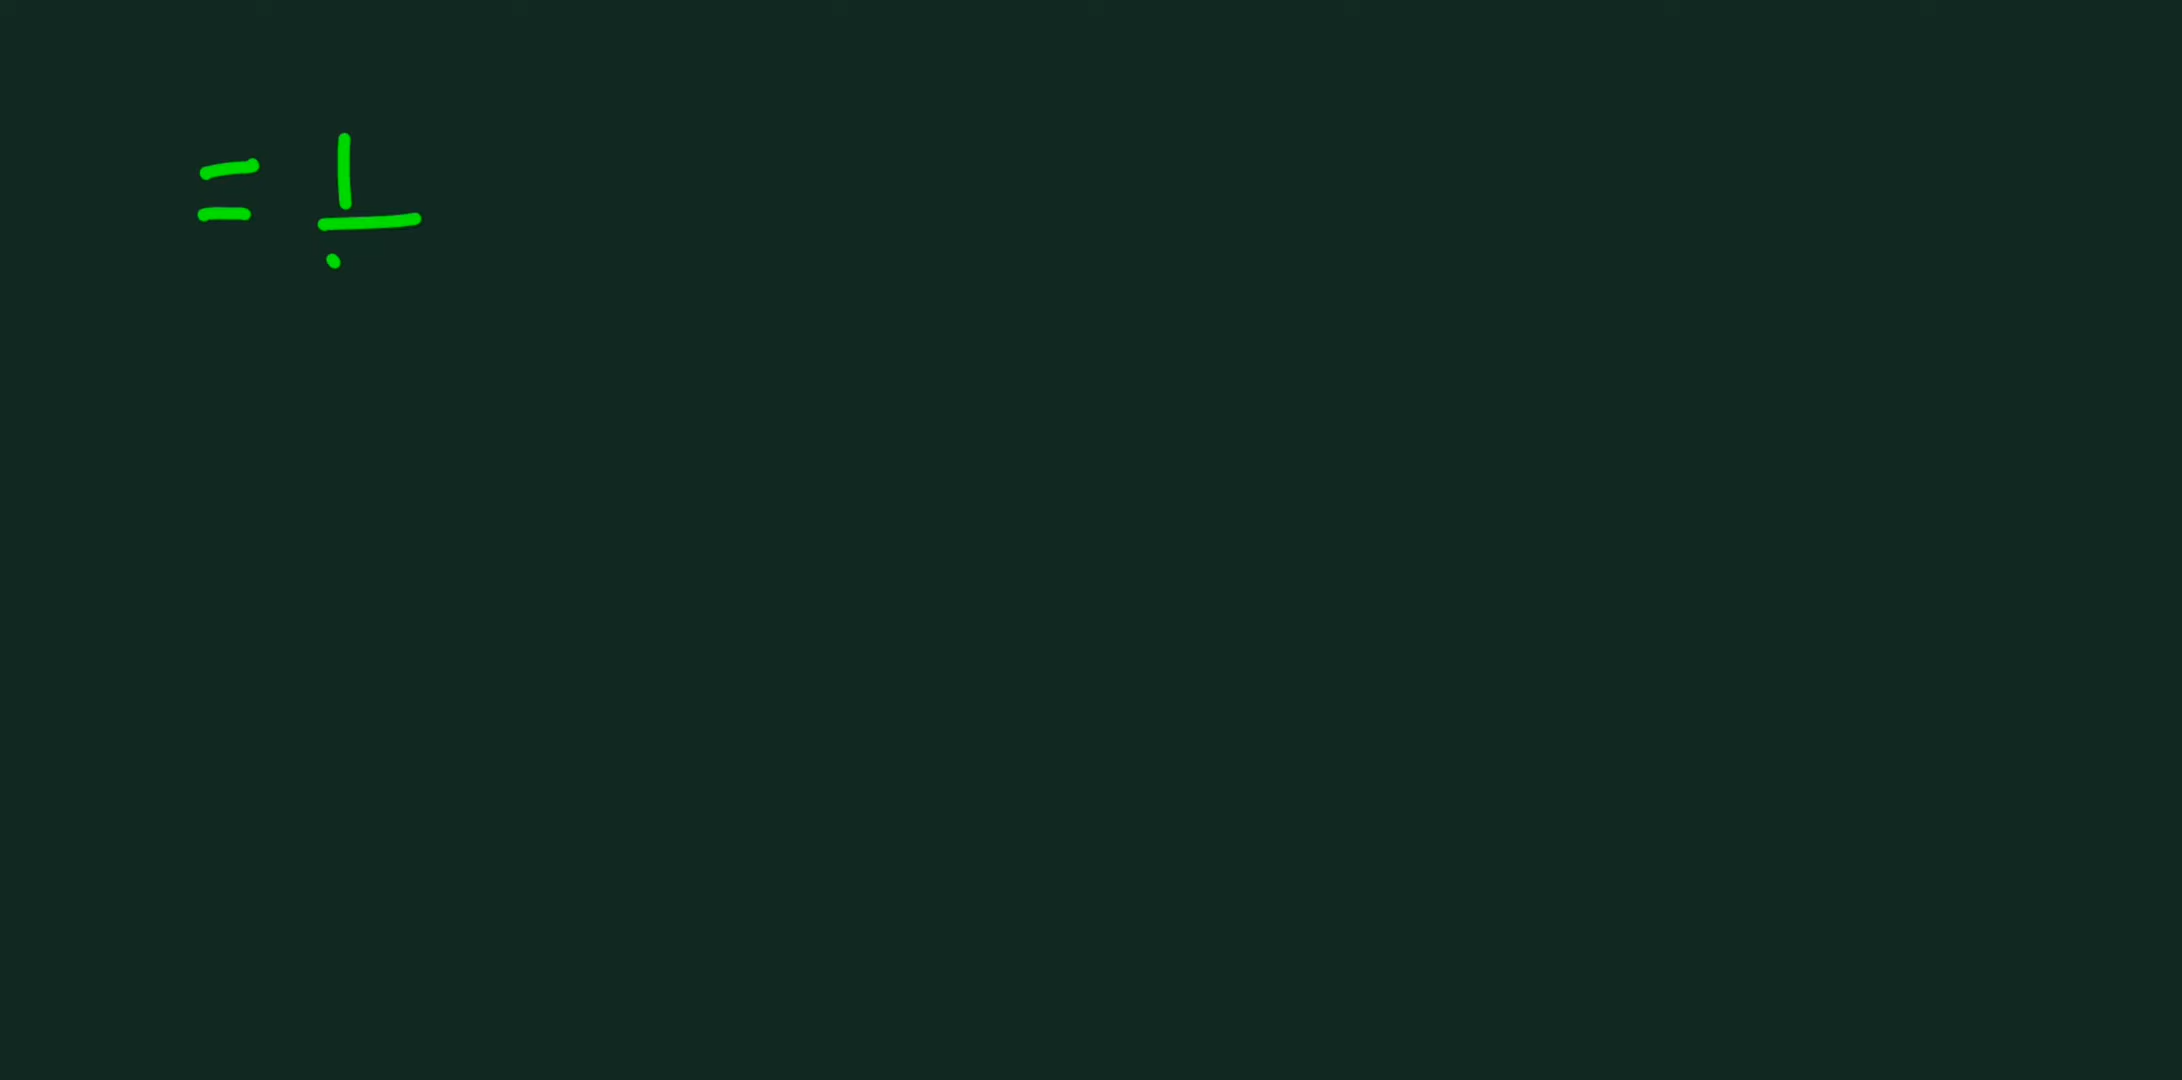 = 1/